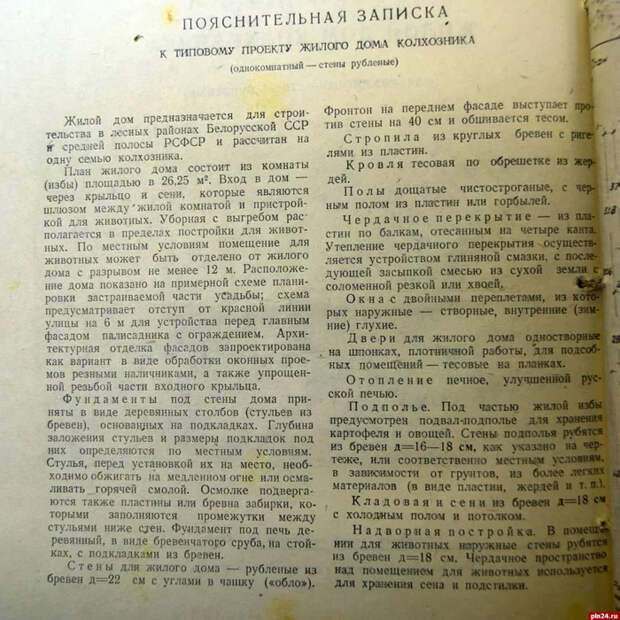 ПОЯСНИТЕЛЬНАЯ ЗАПИСКА
К ТИПОВОМУ ПРОЕКТУ ЖИЛОГО ДОМА КОЛХОЗНИКА
(однокомнатный — стены рубленые)
Жилой дом предназначается для строи-
тельства в лесных районах Белорусской ССР
и средней полосы РСФСР и рассчитан на
одну семью колхозника.
План жилого дома состоит из комнаты
(избы) площадью в 26,25 м². Вход в дом —
через крыльцо и сени, которые являются
шлюзом между жилой комнатой и пристрой-
кой для животных. Уборная с выгребом рас-
полагается в пределах постройки для живот-
ных. По местным условиям помещение для
животных может быть отделено от жилого
дома с разрывом не менее 12 м. Расположе-
ние дома показано на примерной схеме плани-
ровки застраиваемой части усадьбы; схема
предусматривает отступ от красной линии
улицы на 6 м для устройства перед главным
фасадом палисадника с ограждением. Архи-
тектурная отделка фасадов запроектирована
как вариант в виде обработки оконных прое-
мов резными наличниками, а также упрощен-
ной резьбой части входного крыльца.
Фундаменты под стены дома при-
няты в виде деревянных столбов (стульев из
бревен), основанных на подкладках. Глубина
заложения стульев и размеры подкладок под
них определяются по местным условиям.
Стулья, перед установкой их на место, необ-
ходимо обжигать на медленном огне или осма-
ливать горячей смолой. Осмолке подверга-
ются также пластины или бревна забирки, ко-
торыми заполняются промежутки между
стульями ниже стен. Фундамент под печь де-
ревянный, в виде бревенчатого сруба, на стой-
ках, с подкладками из бревен.
Стены для жилого дома — рубленые из
бревен д=22 см с углами в чашку («обло»).
Фронтон на переднем фасаде выступает про-
тив стены на 40 см и обшивается тесом.
Стропила из круглых бревен с риге-
лями из пластин.
Кровля тесовая по обрешетке из жер-
дей.
Полы дощатые чистостроганые, с чер-
ным полом из пластин или горбылей.
Чердачное перекрытие — из пла-
стин по балкам, отесанным на четыре канта.
Утепление чердачного перекрытия осуществ-
ляется устройством глиняной смазки, с по-
следующей засыпкой смесью из сухой земли с
соломенной резкой или хвоей.
Окна с двойными переплетами, из ко-
торых наружные — створные, внутренние (зим-
ние) глухие.
Двери для жилого дома одностворные
на шпонках, плотничной работы, для подсоб-
ных помещений — тесовые на планках.
Отопление печное, улучшенной рус-
ской печью.
Подполье. Под частью жилой избы
предусмотрен подвал-подполье для хранения
картофеля и овощей. Стены подполья рубятся
из бревен д=16—18 см, как указано на чер-
теже, или соответственно местным условиям,
в зависимости от грунтов, из более легких
материалов (в виде пластин, жердей и т. п.).
Кладовая и сени из бревен д=18 см
с холодным полом и потолком.
Надворная постройка. В помеще-
нии для животных наружные стены рубятся
из бревен д=18 см. Чердачное пространство
над помещением для животных используется
для хранения сена и подстилки.
pln24.ru